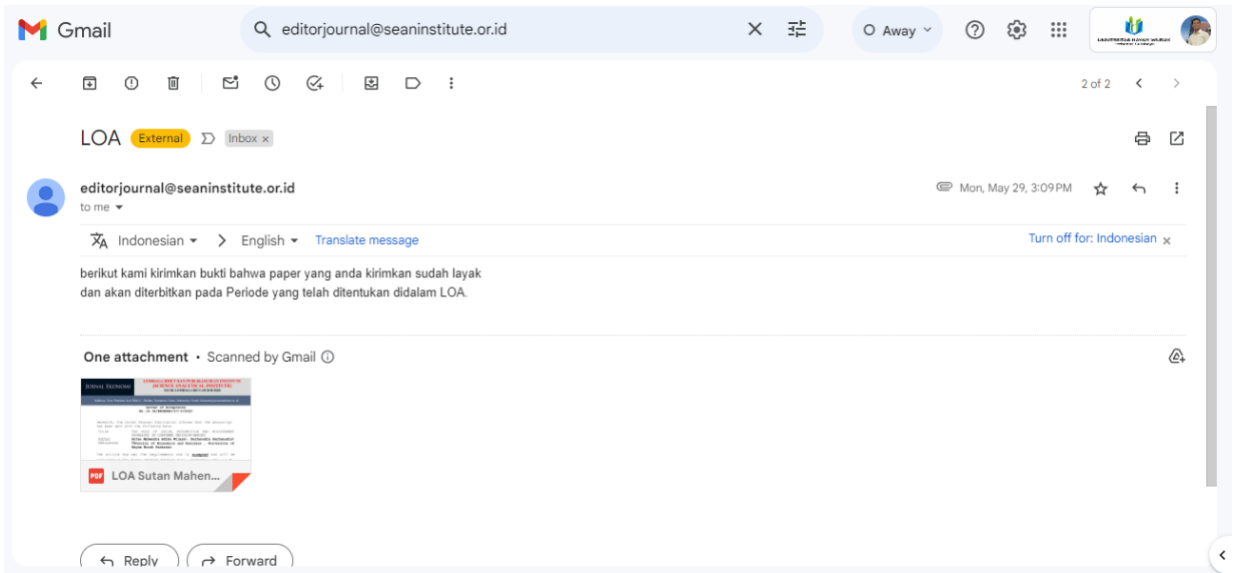 Gmail
editorjournal@seaninstitute.or.id
Away
2 of 2
LOA External Inbox ×
editorjournal@seaninstitute.or.id
Mon, May 29, 3:09 PM
to me
Indonesian > English Translate message
Turn off for: Indonesian ×
berikut kami kirimkan bukti bahwa paper yang anda kirimkan sudah layak
dan akan diterbitkan pada Periode yang telah ditentukan didalam LOA.
One attachment • Scanned by Gmail
JURNAL EKONOMI
PDF LOA Sutan Mahen...
Reply Forward